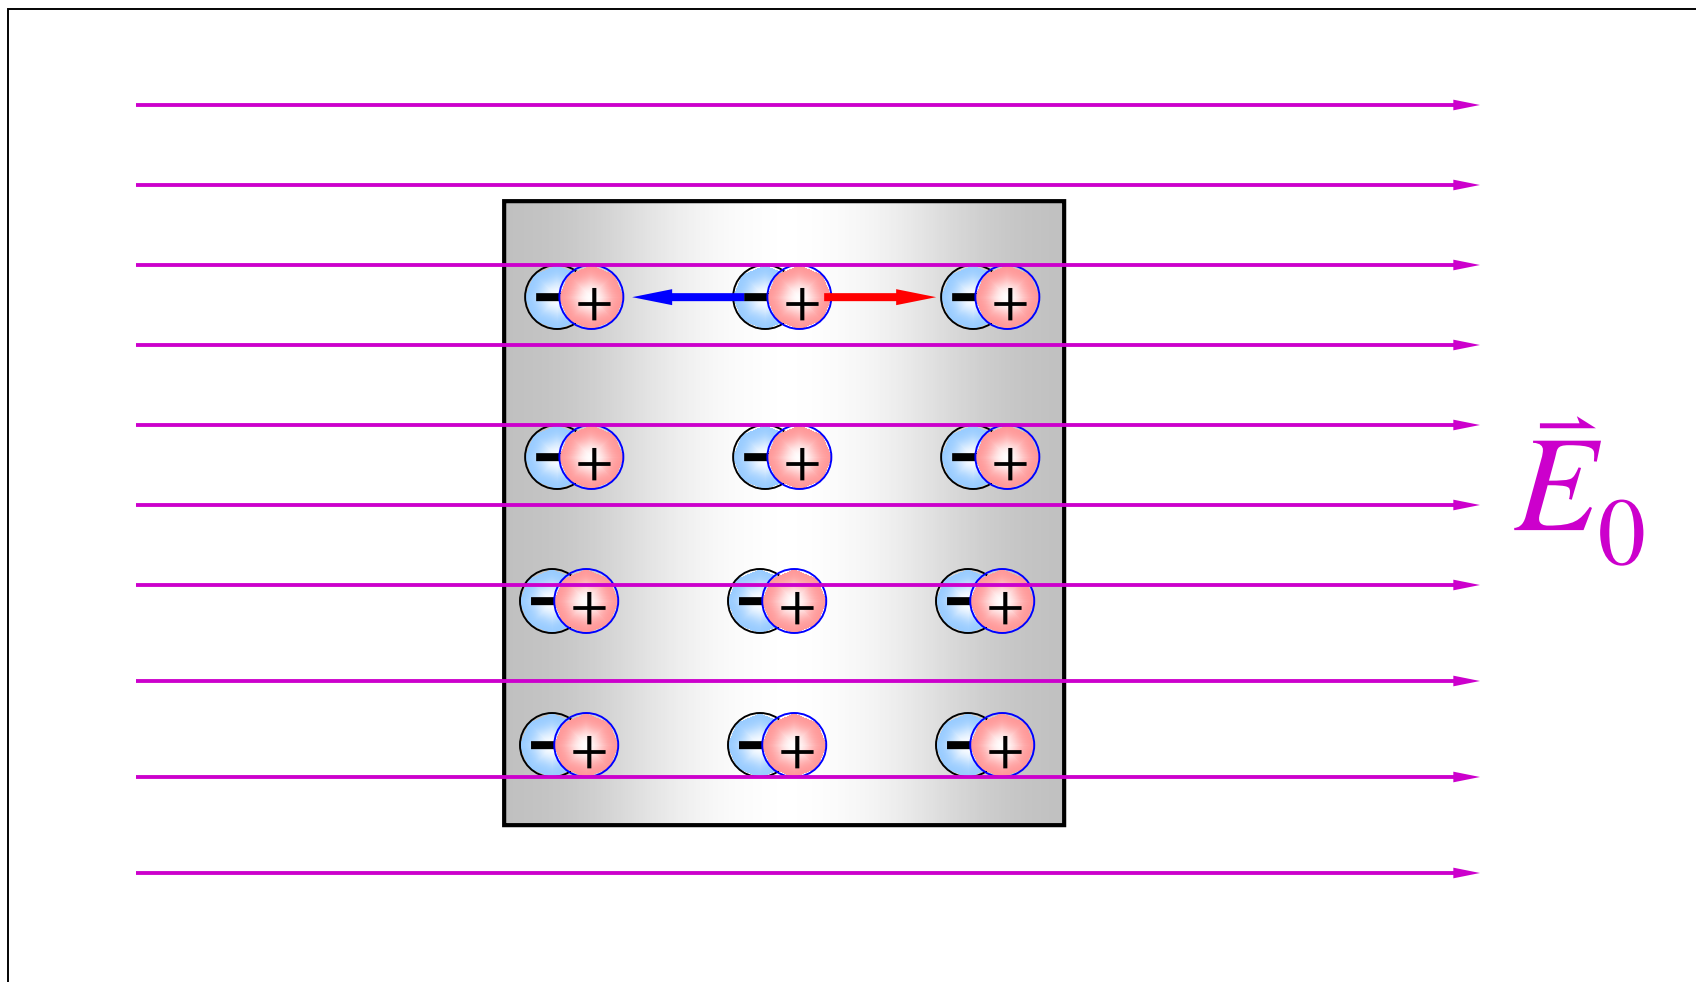 - + - + - +
- + - + - +
E⃗₀
- + - + - +
- + - + - +